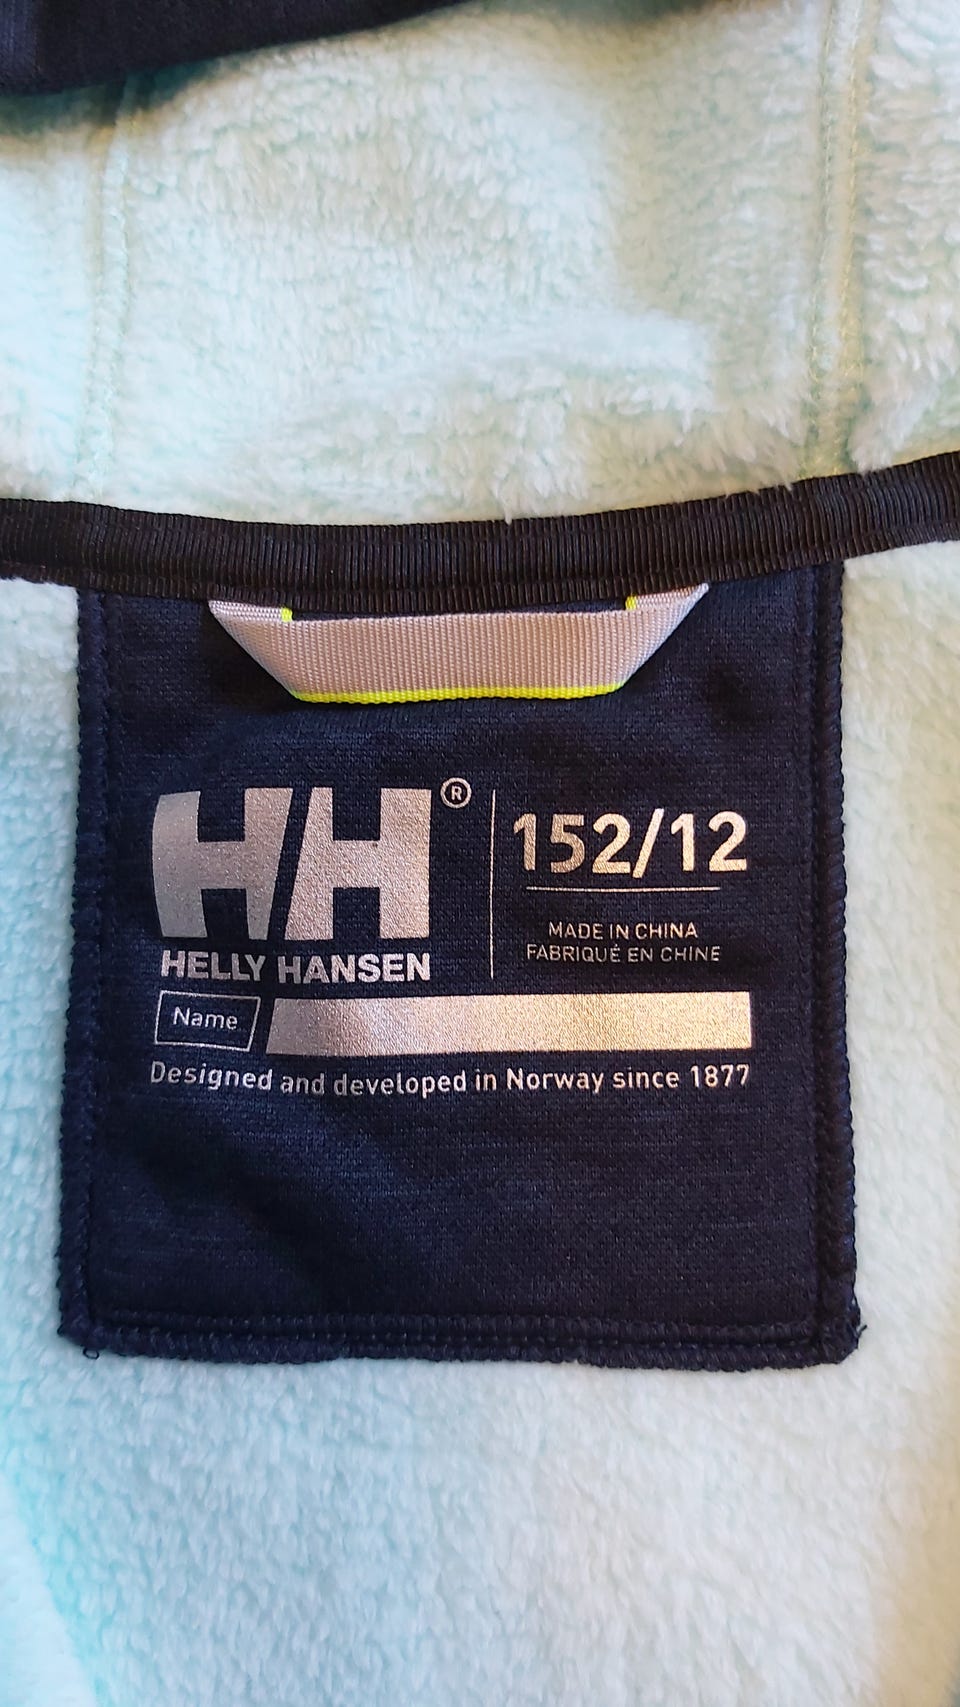 HH®
HELLY HANSEN
152/12
MADE IN CHINA
FABRIQUÉ EN CHINE
Name
Designed and developed in Norway since 1877